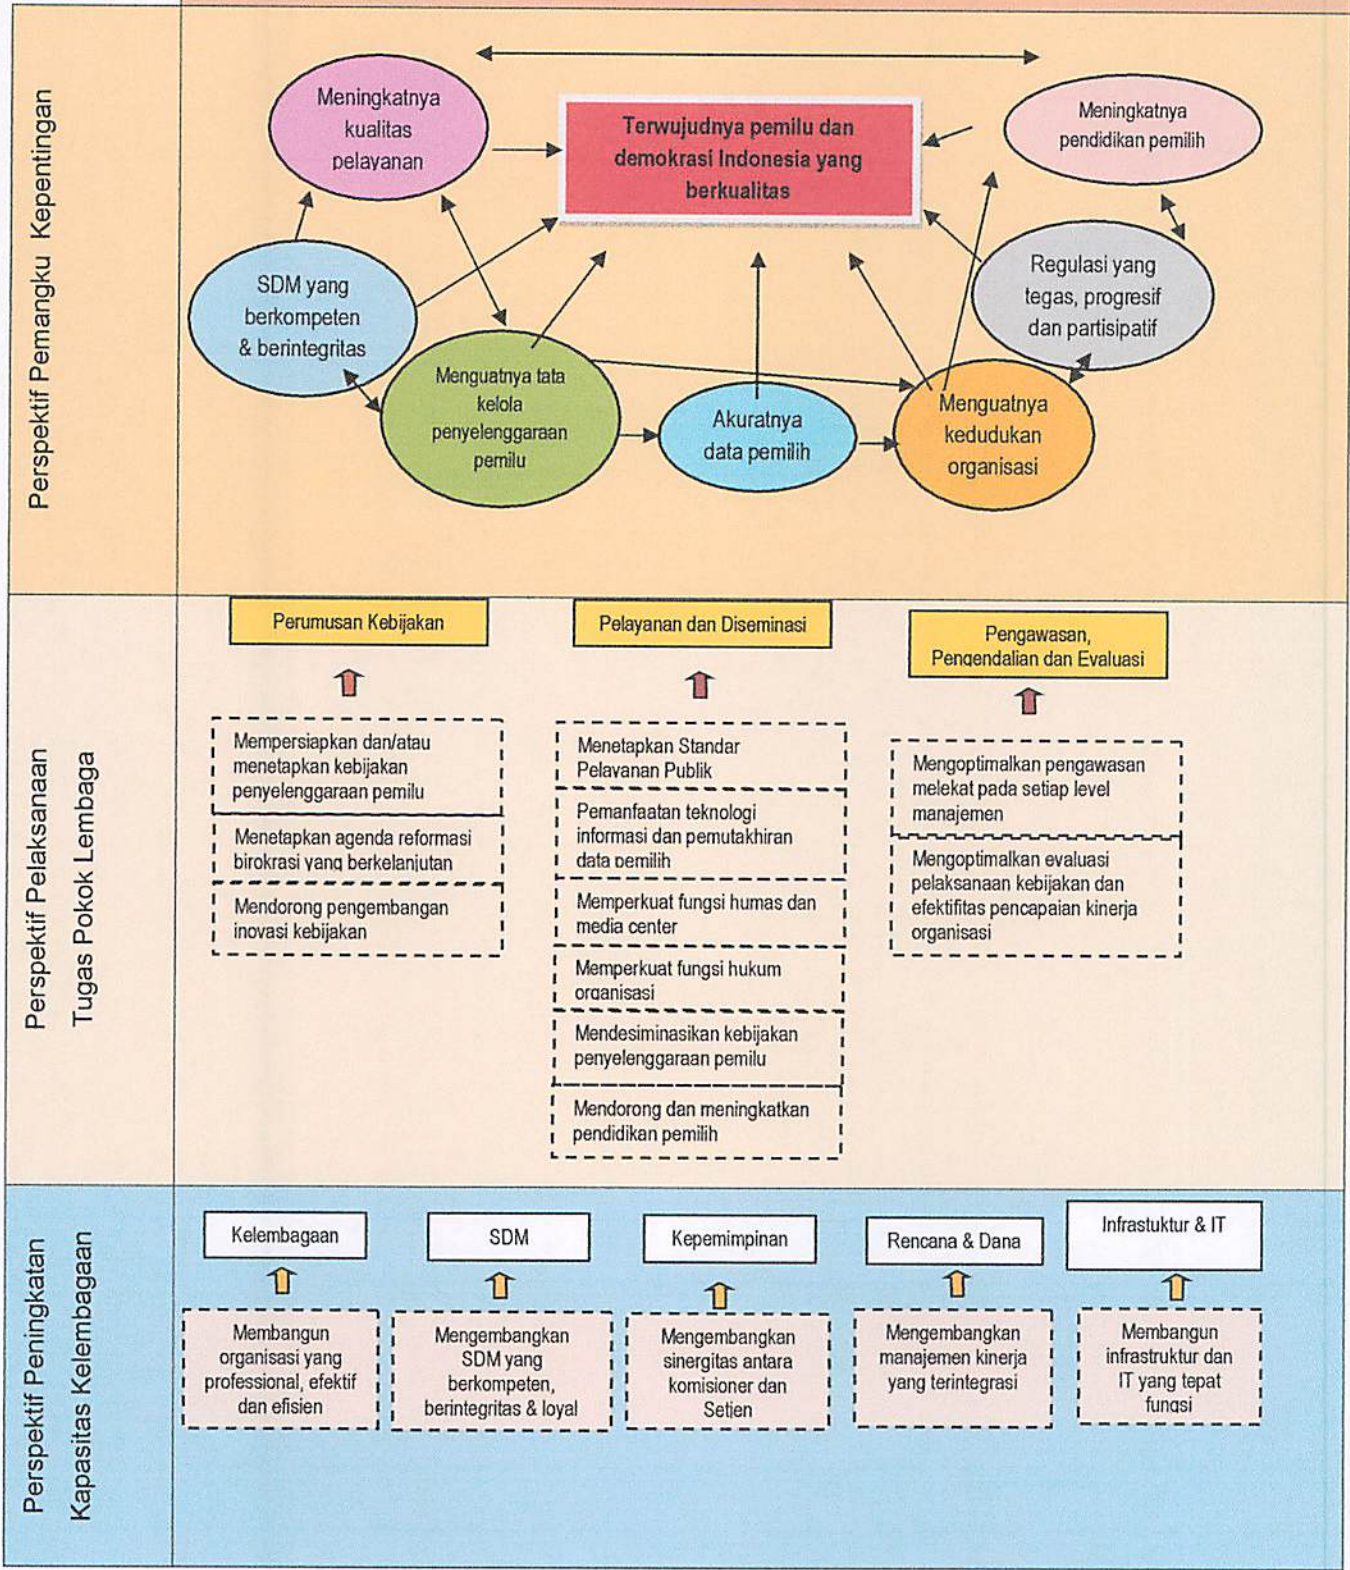 Perspektif Pemangku Kepentingan
Meningkatnya
kualitas
pelayanan
Terwujudnya pemilu dan
demokrasi Indonesia yang
berkualitas
Meningkatnya
pendidikan pemilih
SDM yang
berkompeten
& berintegritas
Regulasi yang
tegas, progresif
dan partisipatif
Menguatnya tata
kelola
penyelenggaraan
pemilu
Akuratnya
data pemilih
Menguatnya
kedudukan
organisasi
Perspektif Pelaksanaan
Tugas Pokok Lembaga
Perumusan Kebijakan
Mempersiapkan dan/atau
menetapkan kebijakan
penyelenggaraan pemilu
Menetapkan agenda reformasi
birokrasi yang berkelanjutan
Mendorong pengembangan
inovasi kebijakan
Pelayanan dan Diseminasi
Menetapkan Standar
Pelayanan Publik
Pemanfaatan teknologi
informasi dan pemutakhiran
data pemilih
Memperkuat fungsi humas dan
media center
Memperkuat fungsi hukum
organisasi
Mendesiminasikan kebijakan
penyelenggaraan pemilu
Mendorong dan meningkatkan
pendidikan pemilih
Pengawasan,
Pengendalian dan Evaluasi
Mengoptimalkan pengawasan
melekat pada setiap level
manajemen
Mengoptimalkan evaluasi
pelaksanaan kebijakan dan
efektifitas pencapaian kinerja
organisasi
Perspektif Peningkatan
Kapasitas Kelembagaan
Kelembagaan
Membangun
organisasi yang
professional, efektif
dan efisien
SDM
Mengembangkan
SDM yang
berkompeten,
berintegritas & loyal
Kepemimpinan
Mengembangkan
sinergitas antara
komisioner dan
Setjen
Rencana & Dana
Mengembangkan
manajemen kinerja
yang terintegrasi
Infrastuktur & IT
Membangun
infrastruktur dan
IT yang tepat
fungsi